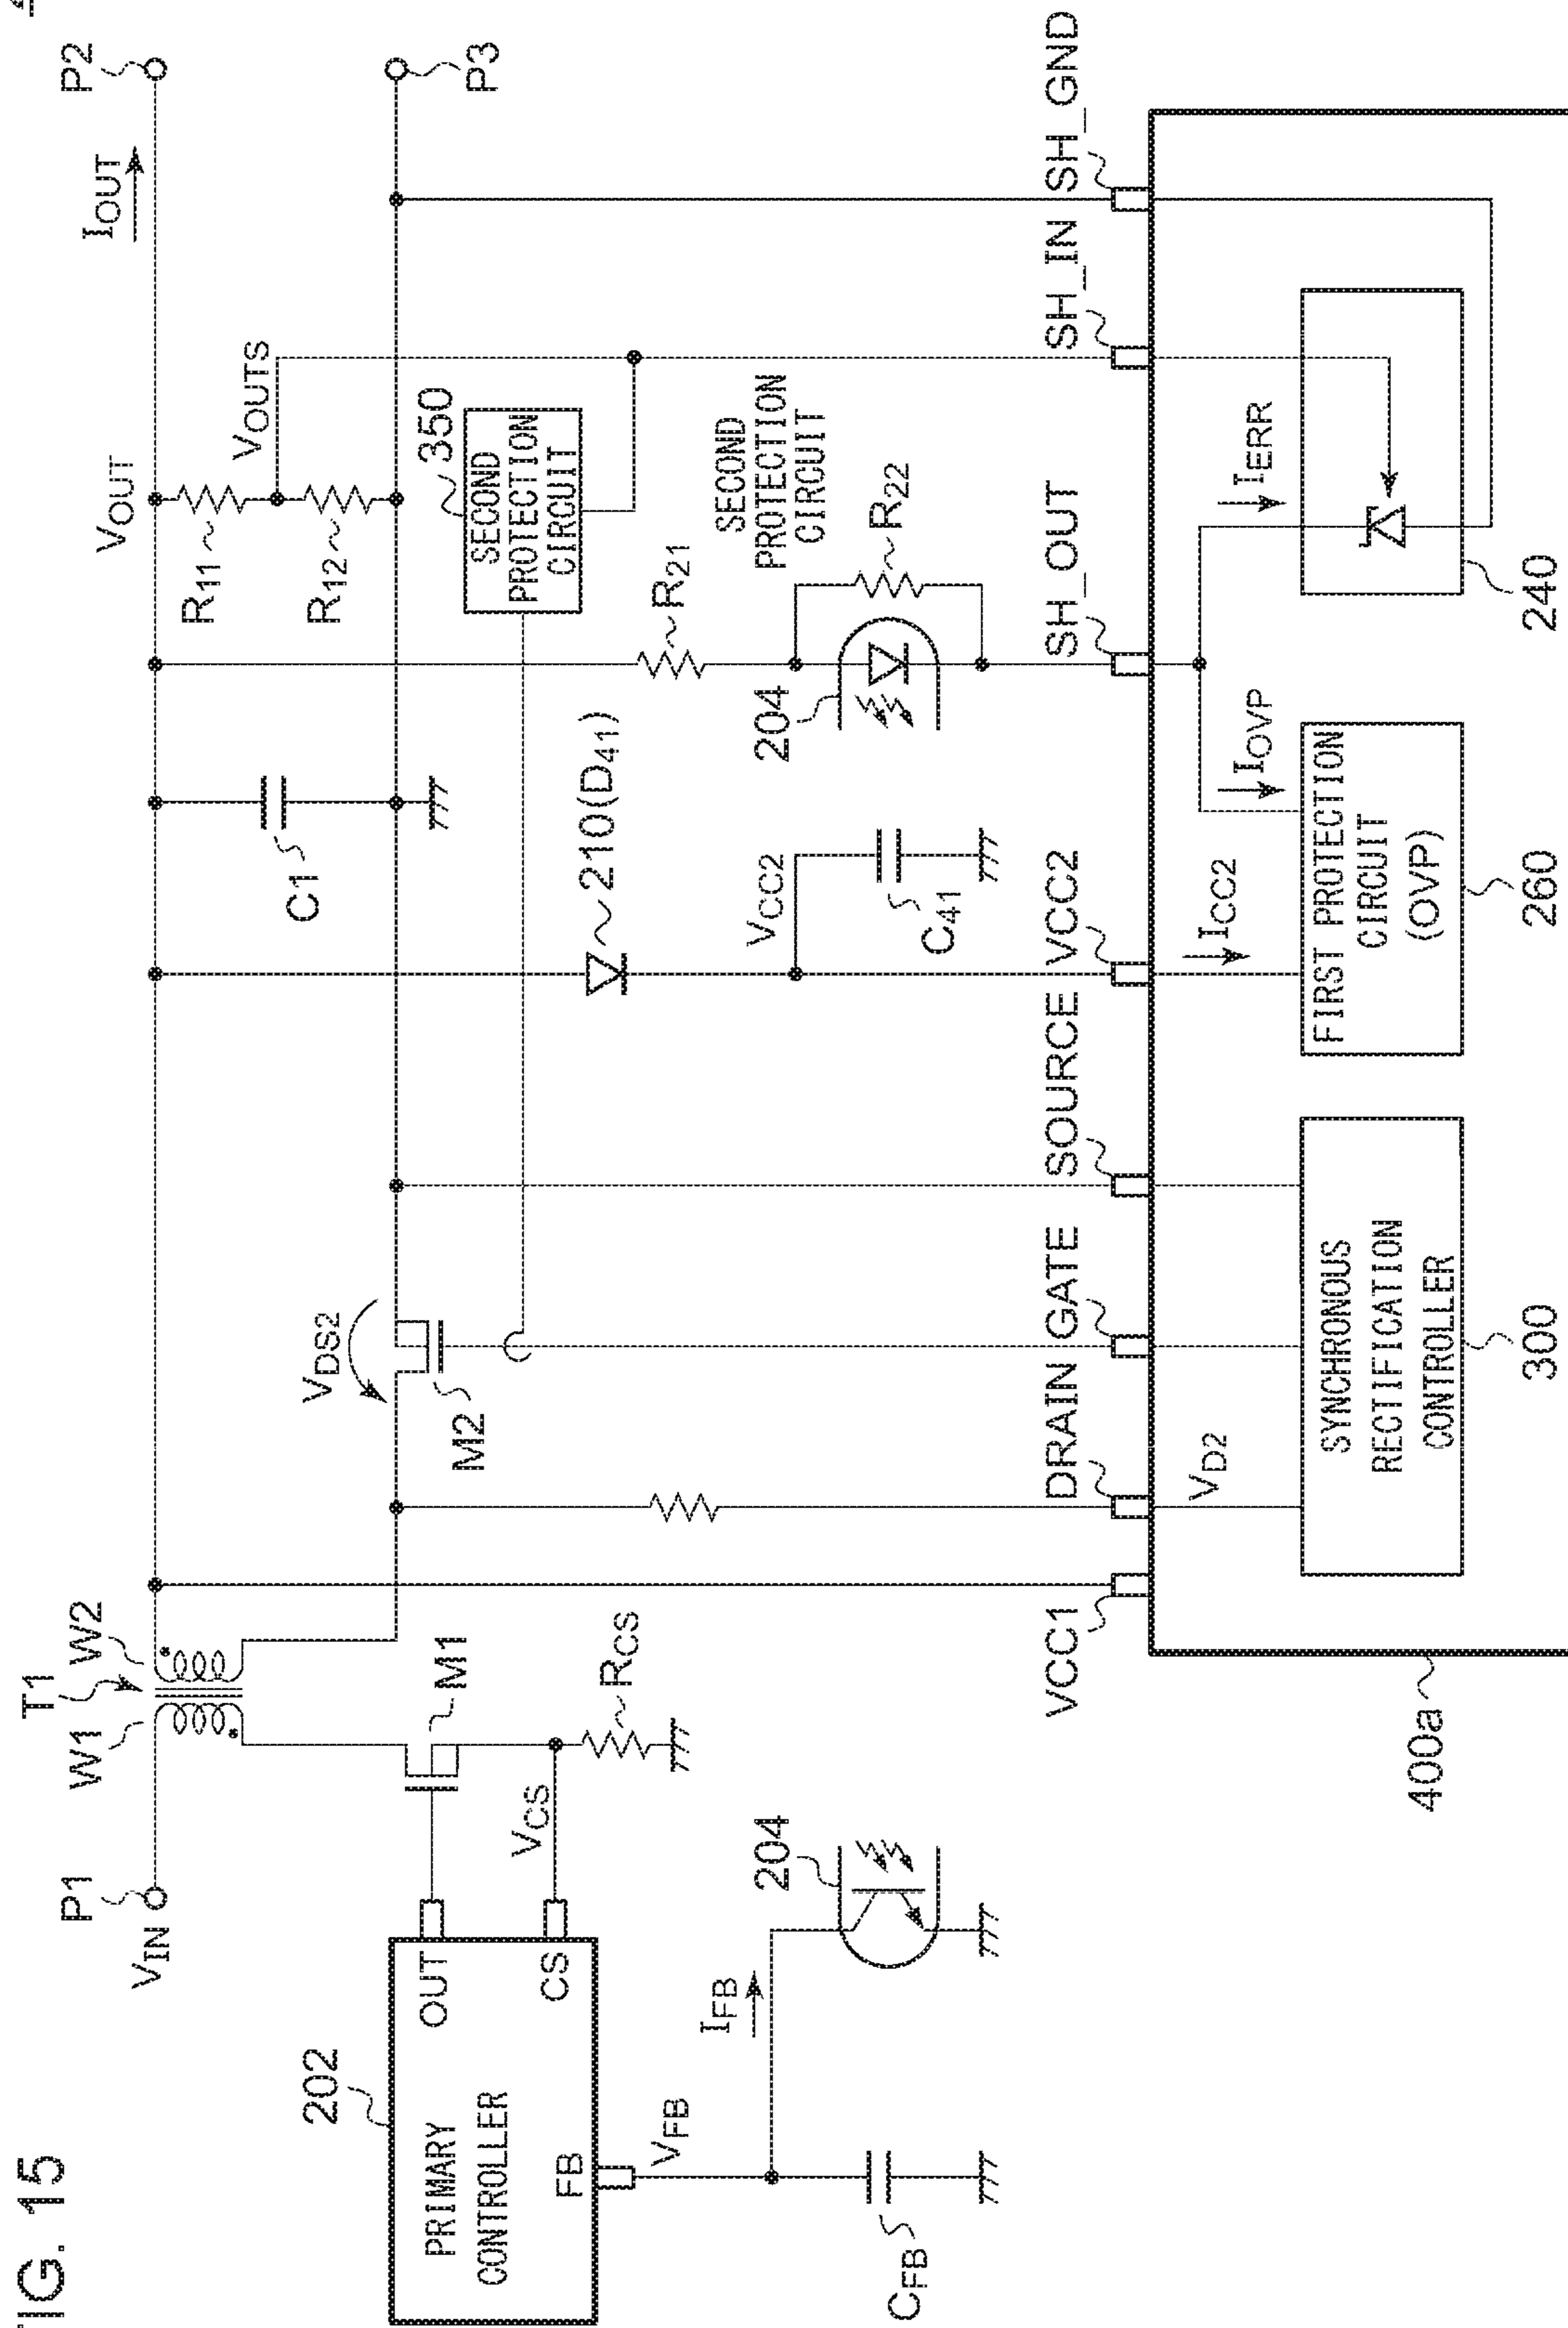 FIG. 15
P1
VIN
W1
T1
W2
VOUT
IOUT
P2
P3
202
PRIMARY
CONTROLLER
OUT
CS
FB
VCS
M1
RCS
VFB
IFB
CFB
204
VDS2
M2
C1
R11
R12
VOUTS
350
SECOND
PROTECTION
CIRCUIT
210(D41)
R21
SECOND
PROTECTION
CIRCUIT
204
R22
VCC2
C41
VCC1
DRAIN
GATE
SOURCE
VCC2
SH_OUT
SH_IN
SH_GND
VD2
ICC2
IOVP
IERR
SYNCHRONOUS
RECTIFICATION
CONTROLLER
FIRST PROTECTION
CIRCUIT
(OVP)
400a
300
260
240